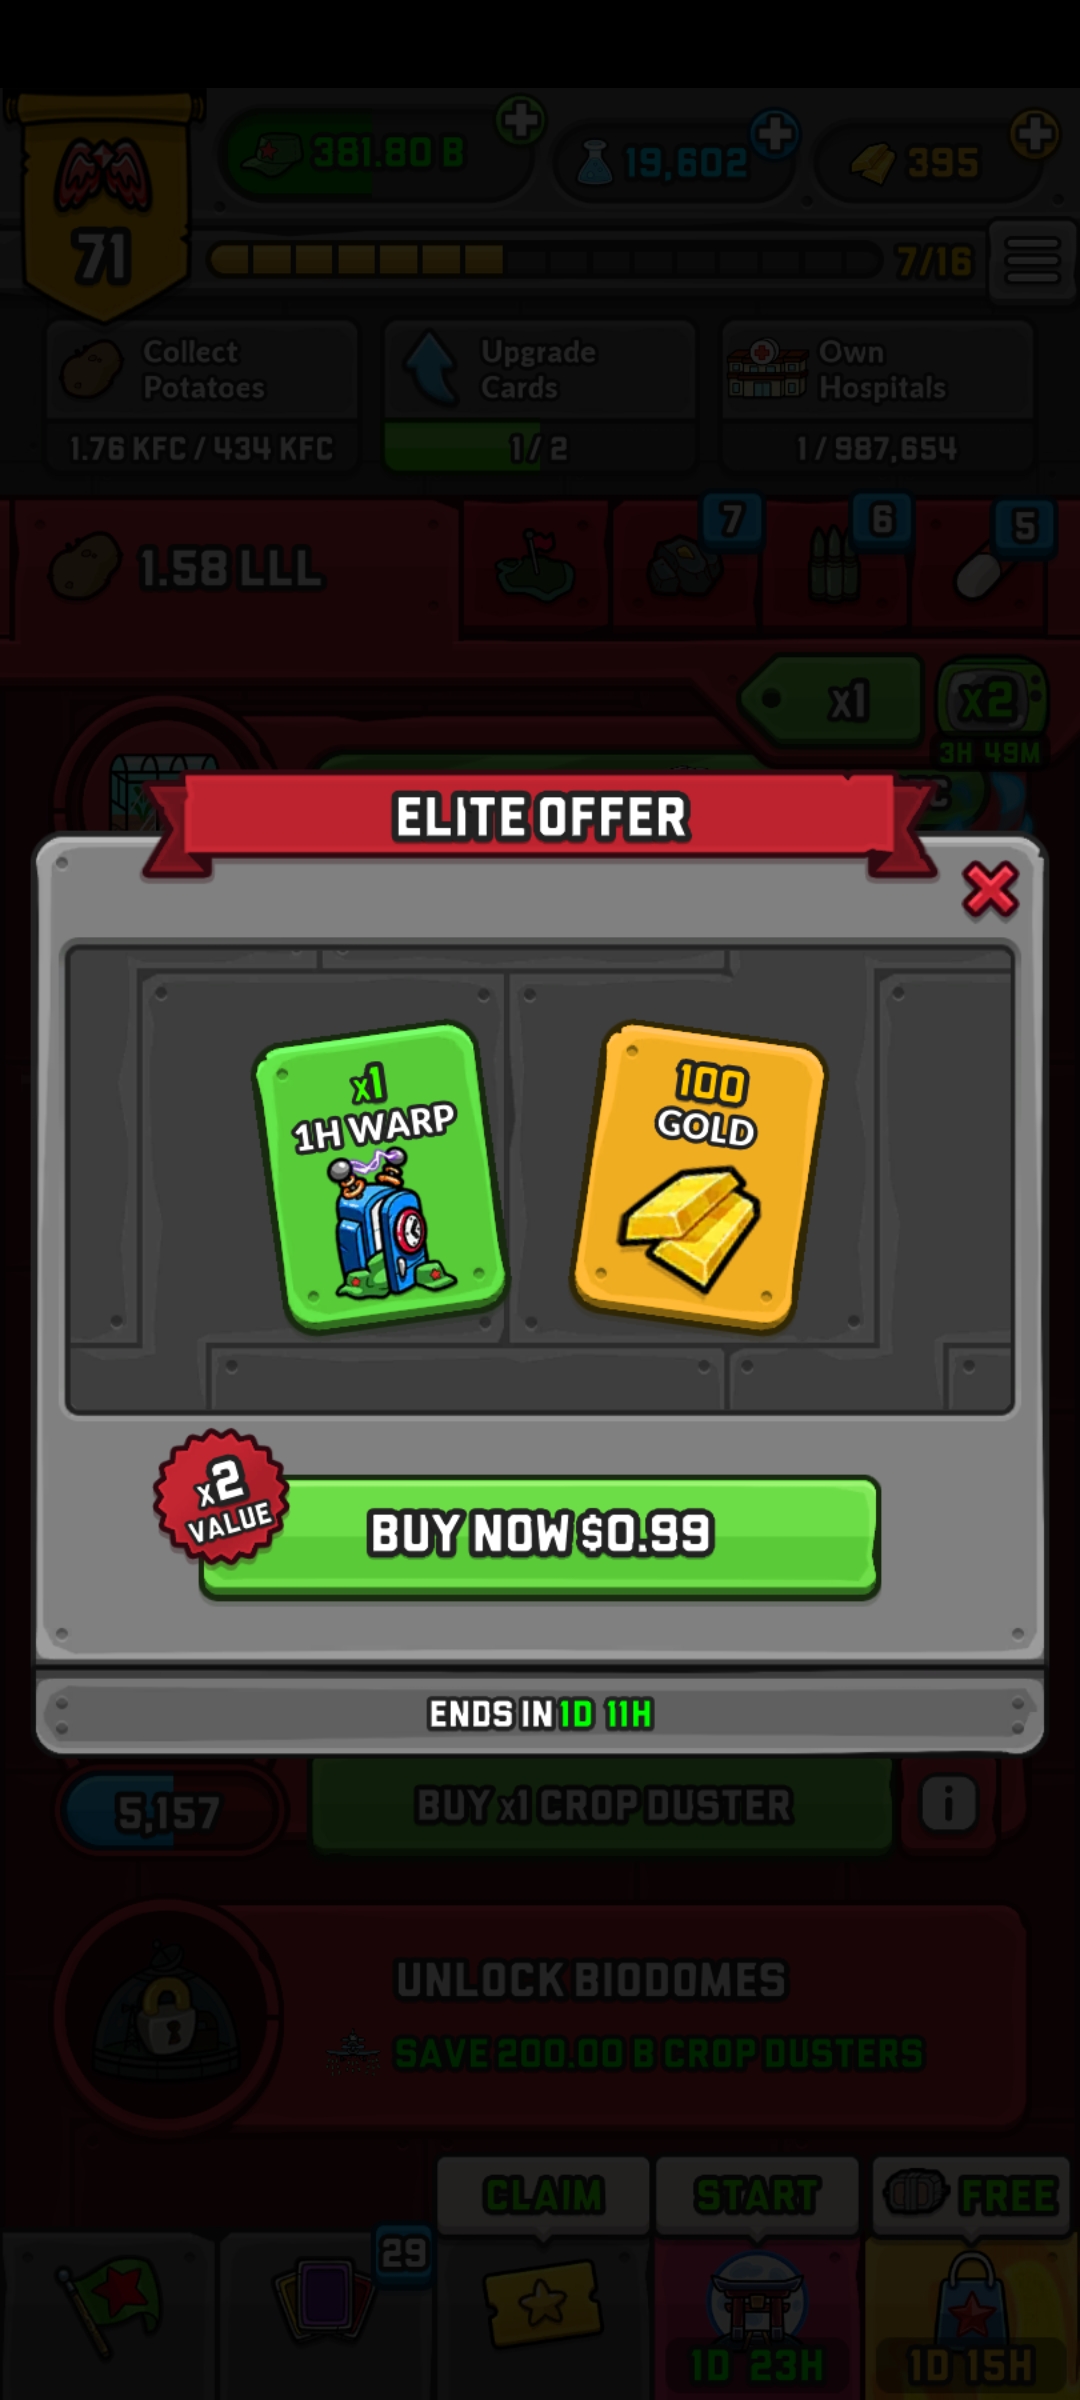 381.80 B
19,602
395
71
7/16
Collect
Potatoes
Upgrade
Cards
Own
Hospitals
1.76 KFC / 434 KFC
1 / 2
1 / 987,654
1.58 LLL
7
6
5
x1
x2
3H 49M
ELITE OFFER
x1
1H WARP
100
GOLD
x2
VALUE
BUY NOW $0.99
ENDS IN 1D 11H
5,157
BUY x1 CROP DUSTER
i
UNLOCK BIODOMES
SAVE 200.00 B CROP DUSTERS
CLAIM
START
FREE
29
1D 23H
1D 15H